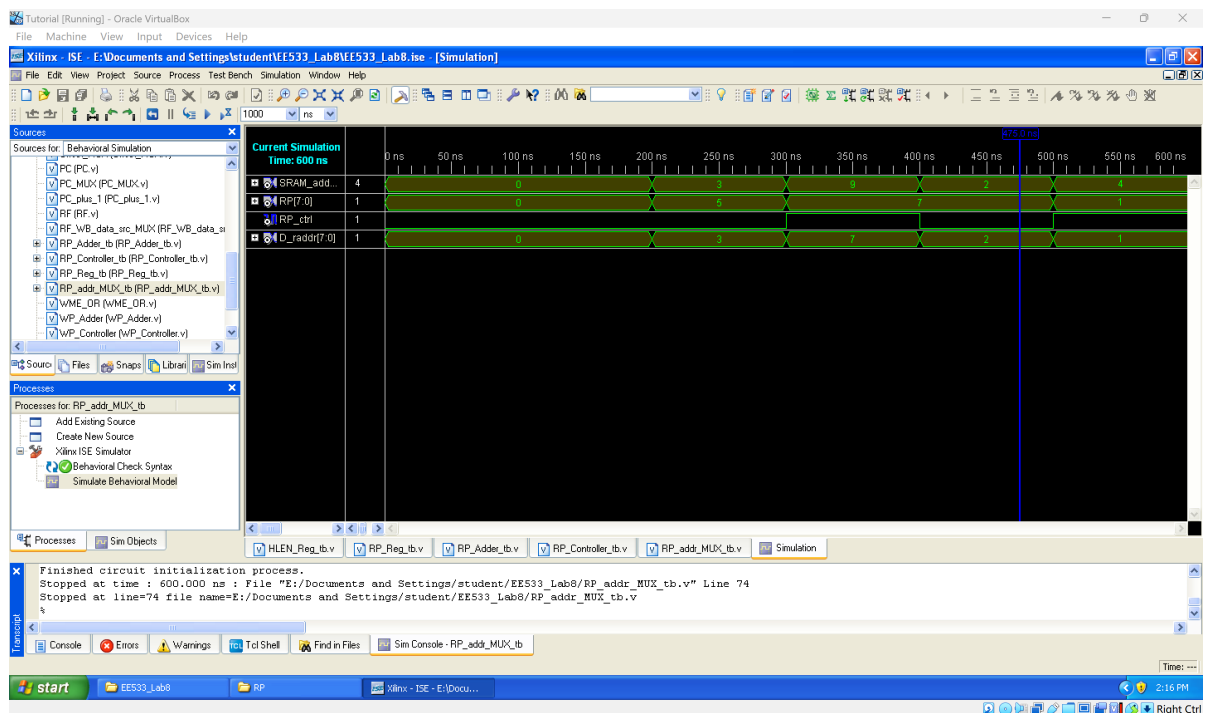 Tutorial [Running] - Oracle VirtualBox
File Machine View Input Devices Help
Xilinx - ISE - E:\Documents and Settings\student\EE533_Lab8\EE533_Lab8.ise - [Simulation]
File Edit View Project Source Process Test Bench Simulation Window Help
1000 ns
Sources
Sources for: Behavioral Simulation
PC (PC.v)
PC_MUX (PC_MUX.v)
PC_plus_1 (PC_plus_1.v)
RF (RF.v)
RF_WB_data_src_MUX (RF_WB_data_s
RP_Adder_tb (RP_Adder_tb.v)
RP_Controller_tb (RP_Controller_tb.v)
RP_Reg_tb (RP_Reg_tb.v)
RP_addr_MUX_tb (RP_addr_MUX_tb.v)
WME_OR (WME_OR.v)
WP_Adder (WP_Adder.v)
WP_Controller (WP_Controller.v)
Sourc Files Snaps Librari Sim Inst
Processes
Processes for: RP_addr_MUX_tb
Add Existing Source
Create New Source
Xilinx ISE Simulator
Behavioral Check Syntax
Simulate Behavioral Model
Processes Sim Objects
475.0 ns
Current Simulation
Time: 600 ns
0 ns 50 ns 100 ns 150 ns 200 ns 250 ns 300 ns 350 ns 400 ns 450 ns 500 ns 550 ns 600 ns
SRAM_add... 4 0 3 9 2 4
RP[7:0] 1 0 5 7 1
RP_ctrl 1
D_raddr[7:0] 1 0 3 7 2 1
HLEN_Reg_tb.v RP_Reg_tb.v RP_Adder_tb.v RP_Controller_tb.v RP_addr_MUX_tb.v Simulation
Finished circuit initialization process.
Stopped at time : 600.000 ns : File "E:/Documents and Settings/student/EE533_Lab8/RP_addr_MUX_tb.v" Line 74
Stopped at line=74 file name=E:/Documents and Settings/student/EE533_Lab8/RP_addr_MUX_tb.v
%
Transcript
Console Errors Warnings Tcl Shell Find in Files Sim Console - RP_addr_MUX_tb
Time: ---
start EE533_Lab8 RP Xilinx - ISE - E:\Docu... 2:16 PM
Right Ctrl